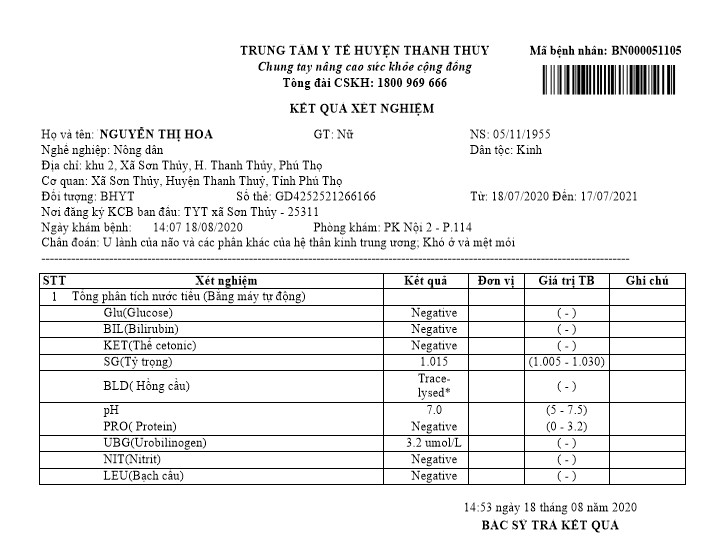 TRUNG TÂM Y TẾ HUYỆN THANH THUỶ
Mã bệnh nhân: BN000051105
Chung tay nâng cao sức khỏe cộng đồng
Tổng đài CSKH: 1800 969 666
KẾT QUẢ XÉT NGHIỆM
Họ và tên: NGUYỄN THỊ HOA GT: Nữ NS: 05/11/1955
Nghề nghiệp: Nông dân Dân tộc: Kinh
Địa chỉ: khu 2, Xã Sơn Thủy, H. Thanh Thủy, Phú Thọ
Cơ quan: Xã Sơn Thủy, Huyện Thanh Thuỷ, Tỉnh Phú Thọ
Đối tượng: BHYT Số thẻ: GD4252521266166 Từ: 18/07/2020 Đến: 17/07/2021
Nơi đăng ký KCB ban đầu: TYT xã Sơn Thủy - 25311
Ngày khám bệnh: 14:07 18/08/2020 Phòng khám: PK Nội 2 - P.114
Chẩn đoán: U lành của não và các phần khác của hệ thần kinh trung ương; Khó ở và mệt mỏi
STT Xét nghiệm Kết quả Đơn vị Giá trị TB Ghi chú
1 Tổng phân tích nước tiểu (Bằng máy tự động)
Glu(Glucose) Negative ( - )
BIL(Bilirubin) Negative ( - )
KET(Thể cetonic) Negative ( - )
SG(Tỷ trọng) 1.015 (1.005 - 1.030)
BLD( Hồng cầu) Trace-
lysed* ( - )
pH 7.0 (5 - 7.5)
PRO( Protein) Negative (0 - 3.2)
UBG(Urobilinogen) 3.2 umol/L ( - )
NIT(Nitrit) Negative ( - )
LEU(Bạch cầu) Negative ( - )
14:53 ngày 18 tháng 08 năm 2020
BÁC SỸ TRẢ KẾT QUẢ